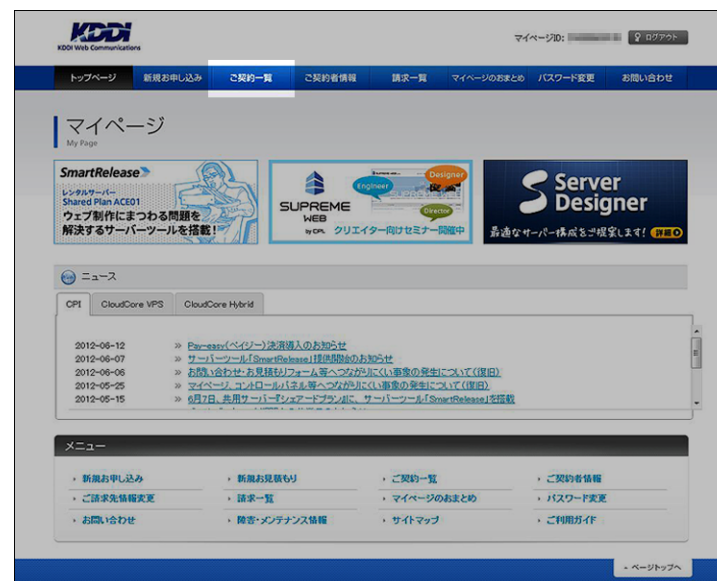 KDDI
KDDI Web Communications
マイページID:
ログアウト
トップページ 新規お申し込み ご契約一覧 ご契約者情報 請求一覧 マイページのおまとめ パスワード変更 お問い合わせ
マイページ
My Page
SmartRelease
レンタルサーバー
Shared Plan ACE01
ウェブ制作にまつわる問題を
解決するサーバーツールを搭載!
SUPREME
WEB
by CPI.
Engineer
Designer
Director
クリエイター向けセミナー開催中
Server
Designer
最適なサーバー構成をご提案します! 詳細
ニュース
CPI CloudCore VPS CloudCore Hybrid
2012-06-12 Pay-easy(ペイジー)決済導入のお知らせ
2012-06-07 サーバーツール「SmartRelease」提供開始のお知らせ
2012-06-06 お問い合わせ・お見積もりフォーム等へつながりにくい事象の発生について(復旧)
2012-05-25 マイページ、コントロールパネル等へつながりにくい事象の発生について(復旧)
2012-05-15 6月7日、共用サーバー『シェアードプラン』に、サーバーツール「SmartRelease」を搭載
メニュー
新規お申し込み 新規お見積もり ご契約一覧 ご契約者情報
ご請求先情報変更 請求一覧 マイページのおまとめ パスワード変更
お問い合わせ 障害・メンテナンス情報 サイトマップ ご利用ガイド
ページトップへ